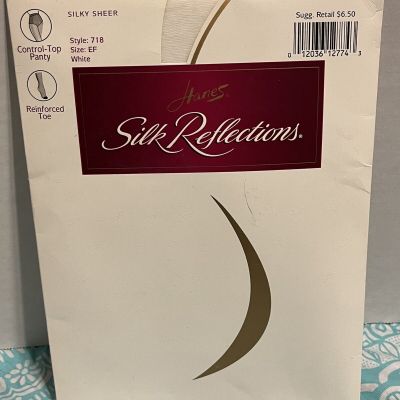 SILKY SHEER
Sugg. Retail $6.50
Control-Top
Panty
Style: 718
Size: EF
White
0 12036 12774 3
Reinforced
Toe
Hanes®
Silk Reflections®